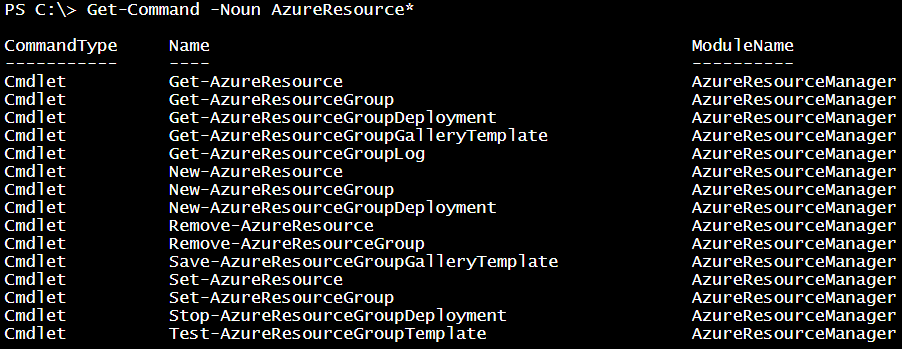 PS C:\> Get-Command -Noun AzureResource*
CommandType Name ModuleName
----------- ---- ----------
Cmdlet Get-AzureResource AzureResourceManager
Cmdlet Get-AzureResourceGroup AzureResourceManager
Cmdlet Get-AzureResourceGroupDeployment AzureResourceManager
Cmdlet Get-AzureResourceGroupGalleryTemplate AzureResourceManager
Cmdlet Get-AzureResourceGroupLog AzureResourceManager
Cmdlet New-AzureResource AzureResourceManager
Cmdlet New-AzureResourceGroup AzureResourceManager
Cmdlet New-AzureResourceGroupDeployment AzureResourceManager
Cmdlet Remove-AzureResource AzureResourceManager
Cmdlet Remove-AzureResourceGroup AzureResourceManager
Cmdlet Save-AzureResourceGroupGalleryTemplate AzureResourceManager
Cmdlet Set-AzureResource AzureResourceManager
Cmdlet Set-AzureResourceGroup AzureResourceManager
Cmdlet Stop-AzureResourceGroupDeployment AzureResourceManager
Cmdlet Test-AzureResourceGroupTemplate AzureResourceManager